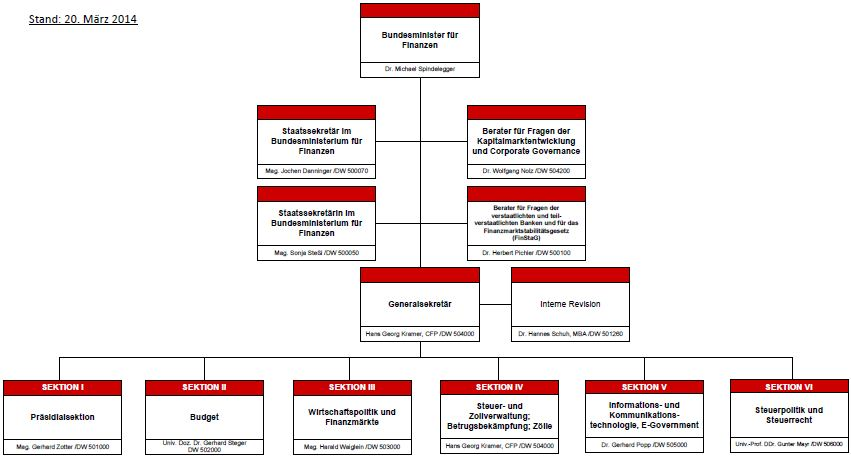 Stand: 20. März 2014
Bundesminister für
Finanzen
Dr. Michael Spindelegger
Staatssekretär im
Bundesministerium für
Finanzen
Mag. Jochen Danninger /DW 500070
Berater für Fragen der
Kapitalmarktentwicklung
und Corporate Governance
Dr. Wolfgang Nolz /DW 504200
Staatssekretärin im
Bundesministerium für
Finanzen
Mag. Sonja Steßl /DW 500050
Berater für Fragen der
verstaatlichten und teil-
verstaatlichten Banken und für das
Finanzmarktstabilitätsgesetz
(FinStaG)
Dr. Herbert Pichler /DW 500100
Generalsekretär
Hans Georg Kramer, CFP /DW 504000
Interne Revision
Dr. Hannes Schuh, MBA /DW 501260
SEKTION I
Präsidialsektion
Mag. Gerhard Zotter /DW 501000
SEKTION II
Budget
Univ. Doz. Dr. Gerhard Steger
DW 502000
SEKTION III
Wirtschaftspolitik und
Finanzmärkte
Mag. Harald Waiglein /DW 503000
SEKTION IV
Steuer- und
Zollverwaltung;
Betrugsbekämpfung; Zölle
Hans Georg Kramer, CFP /DW 504000
SEKTION V
Informations- und
Kommunikations-
technologie, E-Government
Dr. Gerhard Popp /DW 505000
SEKTION VI
Steuerpolitik und
Steuerrecht
Univ.-Prof. DDr. Gunter Mayr /DW 506000